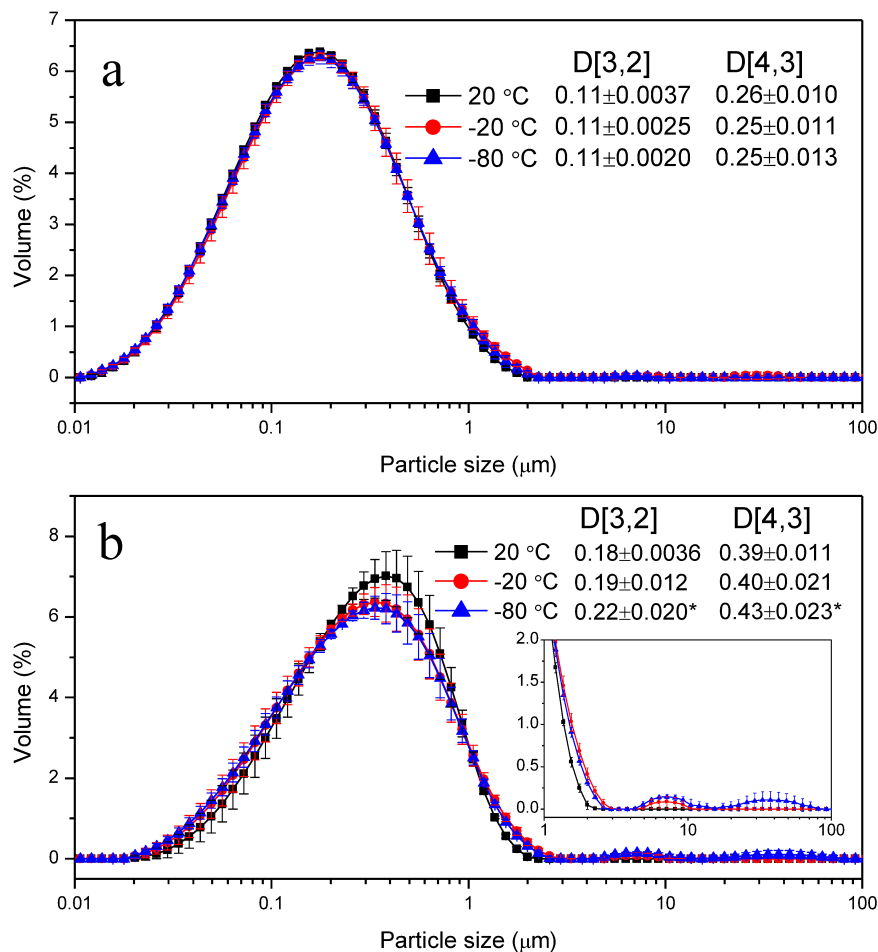 a
D[3,2] D[4,3]
20 °C 0.11±0.0037 0.26±0.010
-20 °C 0.11±0.0025 0.25±0.011
-80 °C 0.11±0.0020 0.25±0.013
7
6
5
4
3
2
1
0
Volume (%)
0.01 0.1 1 10 100
Particle size (μm)
b
D[3,2] D[4,3]
20 °C 0.18±0.0036 0.39±0.011
-20 °C 0.19±0.012 0.40±0.021
-80 °C 0.22±0.020* 0.43±0.023*
8
6
4
2
0
Volume (%)
2.0
1.5
1.0
0.5
0.0
1 10 100
0.01 0.1 1 10 100
Particle size (μm)